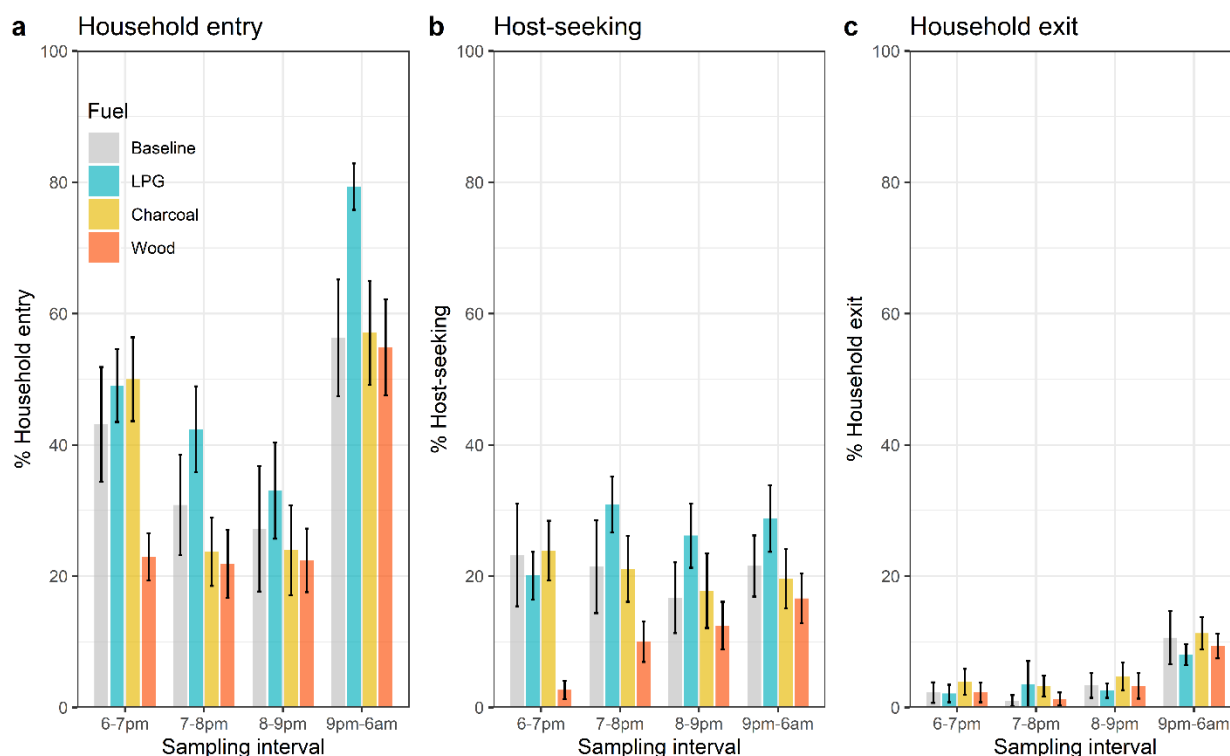 a Household entry
% Household entry
100
80
60
40
20
0
Fuel
Baseline
LPG
Charcoal
Wood
6-7pm 7-8pm 8-9pm 9pm-6am
Sampling interval
b Host-seeking
% Host-seeking
100
80
60
40
20
0
6-7pm 7-8pm 8-9pm 9pm-6am
Sampling interval
c Household exit
% Household exit
100
80
60
40
20
0
6-7pm 7-8pm 8-9pm 9pm-6am
Sampling interval